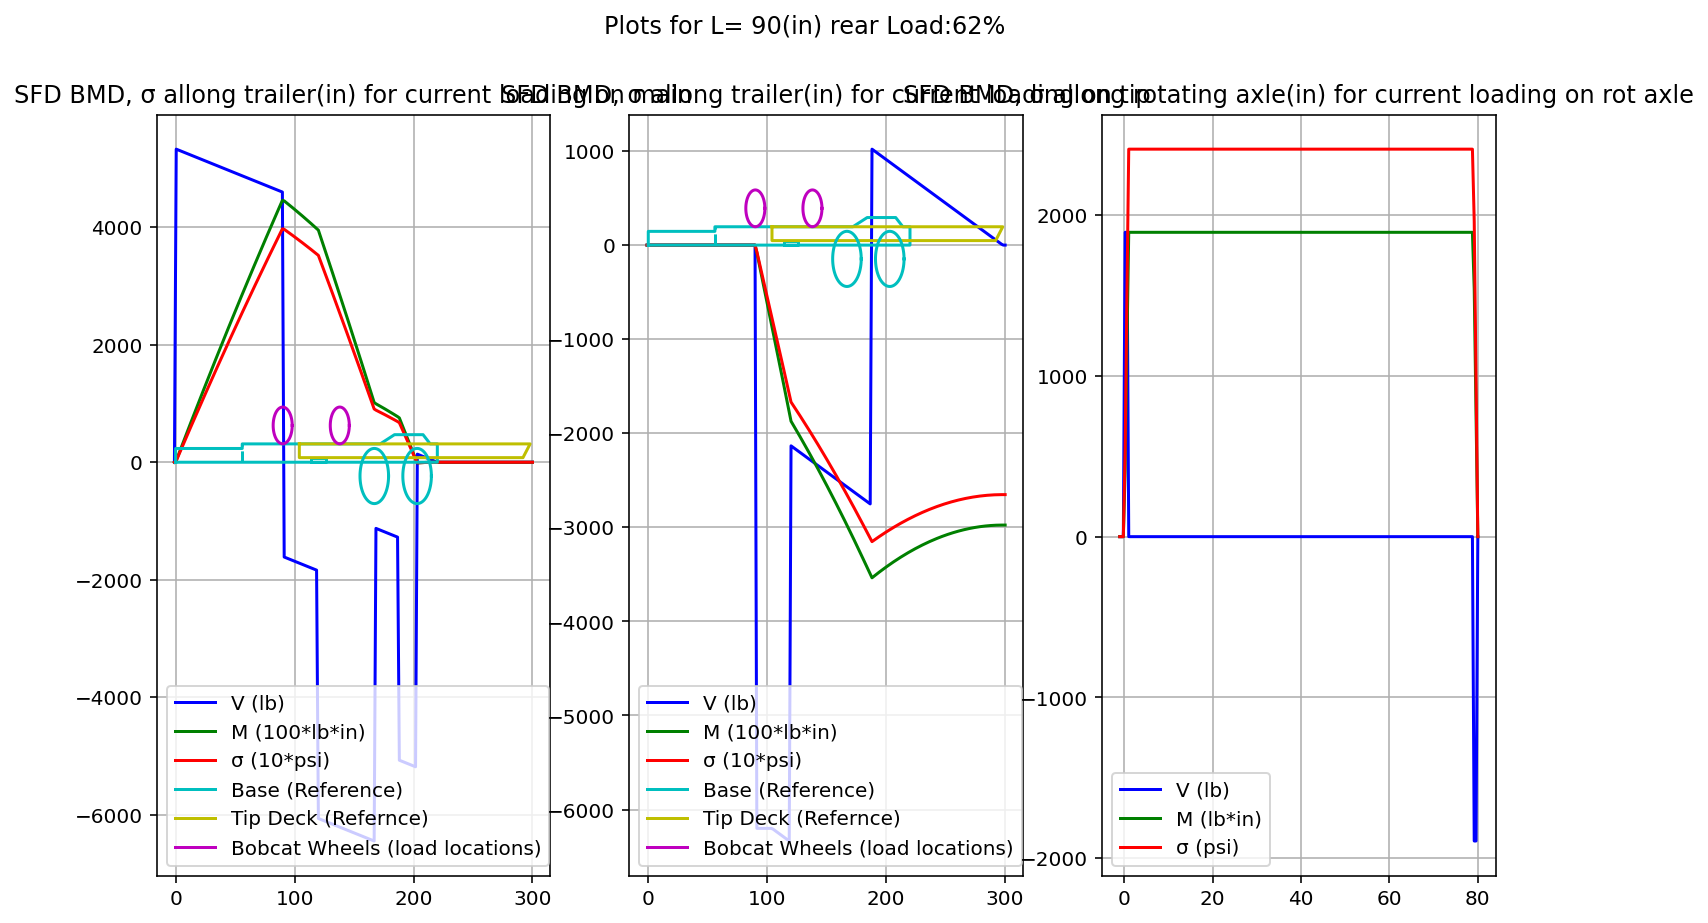 Plots for L= 90(in) rear Load:62%
SFD BMD, σ allong trailer(in) for current loading on main
SFD BMD, σ allong trailer(in) for current loading on tip
SFD BMD, σ allong rotating axle(in) for current loading on rot axle
4000
2000
0
−2000
−4000
−6000
0
100
200
300
V (lb)
M (100*lb*in)
σ (10*psi)
Base (Reference)
Tip Deck (Refernce)
Bobcat Wheels (load locations)
1000
0
−1000
−2000
−3000
−4000
−5000
−6000
0
100
200
300
V (lb)
M (100*lb*in)
σ (10*psi)
Base (Reference)
Tip Deck (Refernce)
Bobcat Wheels (load locations)
2000
1000
0
−1000
−2000
0
20
40
60
80
V (lb)
M (lb*in)
σ (psi)